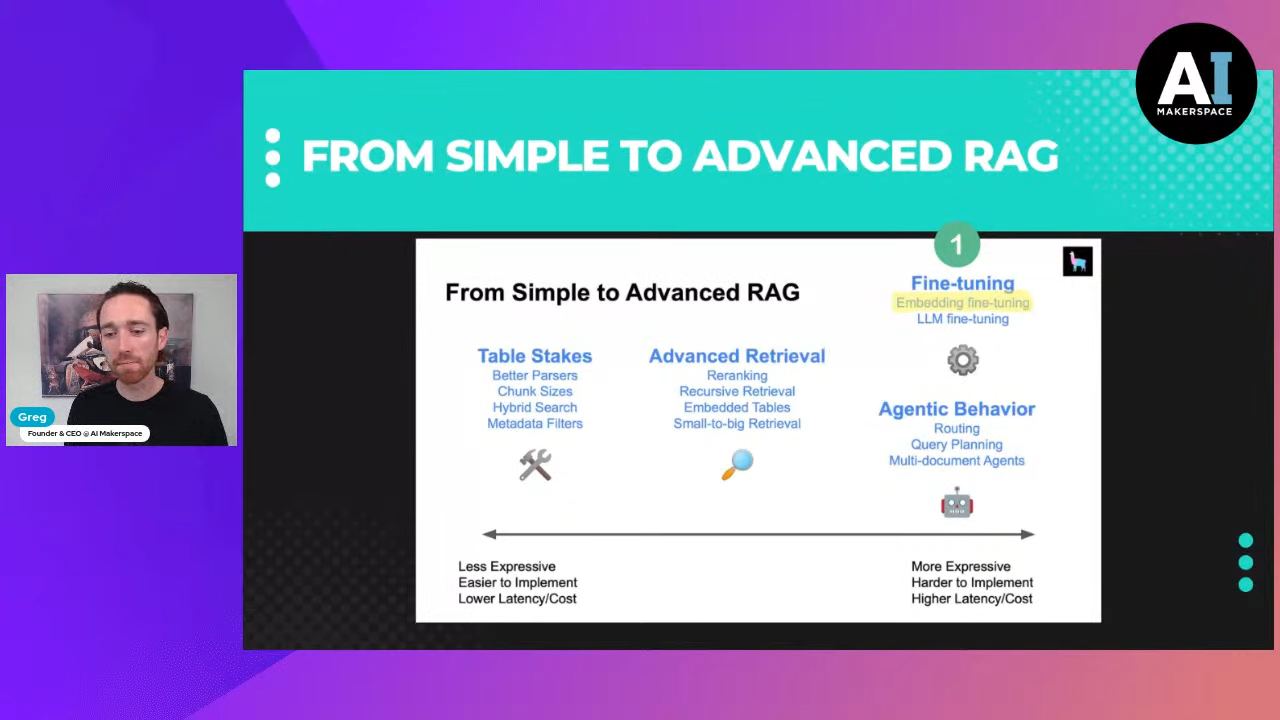 AI
MAKERSPACE
FROM SIMPLE TO ADVANCED RAG
1
From Simple to Advanced RAG
Fine-tuning
Embedding fine-tuning
LLM fine-tuning
Table Stakes
Better Parsers
Chunk Sizes
Hybrid Search
Metadata Filters
Advanced Retrieval
Reranking
Recursive Retrieval
Embedded Tables
Small-to-big Retrieval
Agentic Behavior
Routing
Query Planning
Multi-document Agents
Less Expressive
Easier to Implement
Lower Latency/Cost
More Expressive
Harder to Implement
Higher Latency/Cost
Greg
Founder & CEO @ AI Makerspace